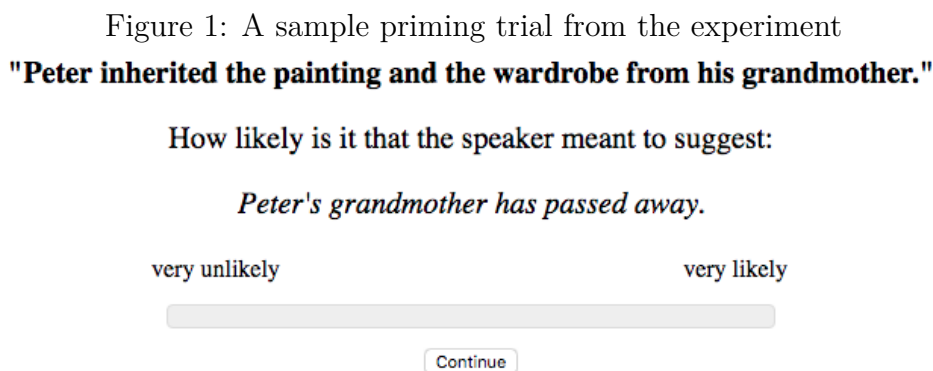 Figure 1: A sample priming trial from the experiment
"Peter inherited the painting and the wardrobe from his grandmother."
How likely is it that the speaker meant to suggest:
Peter's grandmother has passed away.
very unlikely very likely
Continue